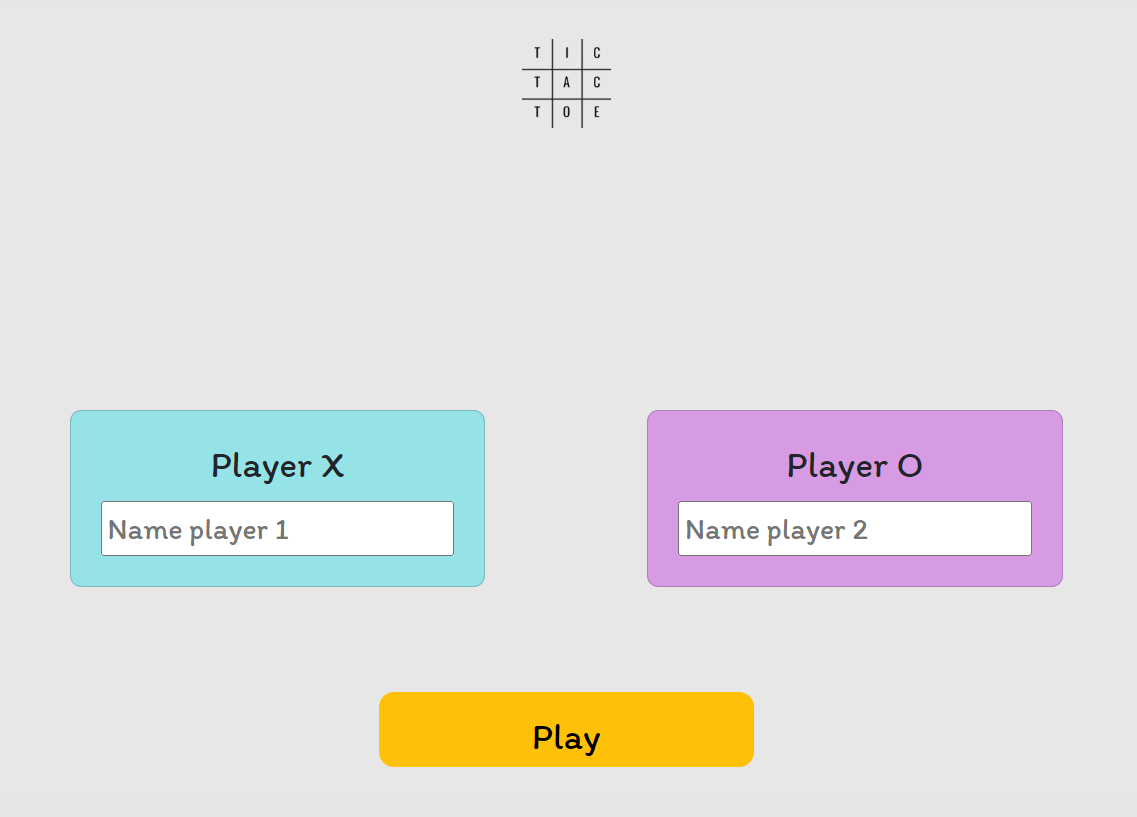 T I C
T A C
T O E
Player X
Name player 1
Player O
Name player 2
Play